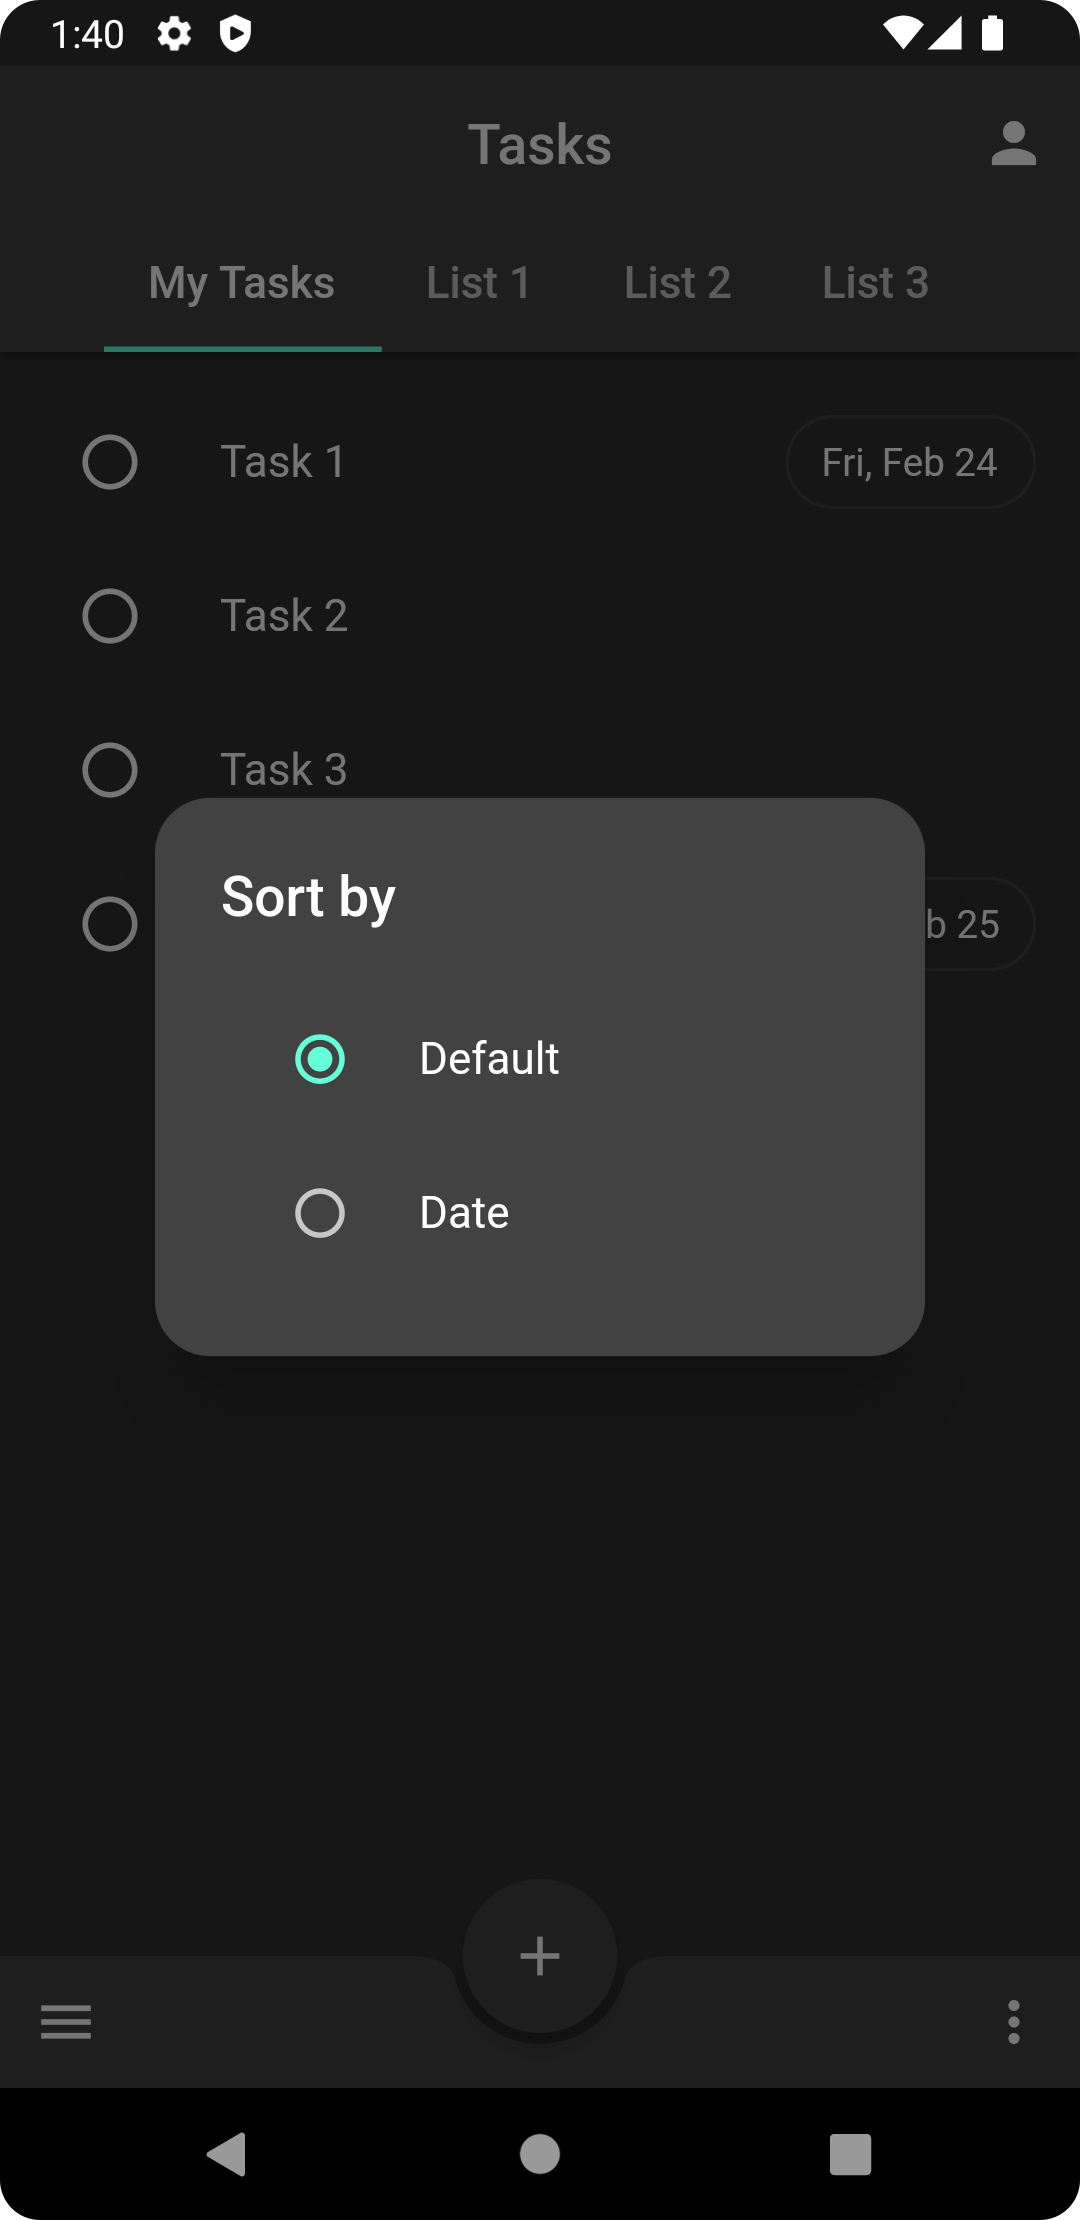 1:40
Tasks
My Tasks List 1 List 2 List 3
Task 1 Fri, Feb 24
Task 2
Task 3
Sort by
b 25
Default
Date